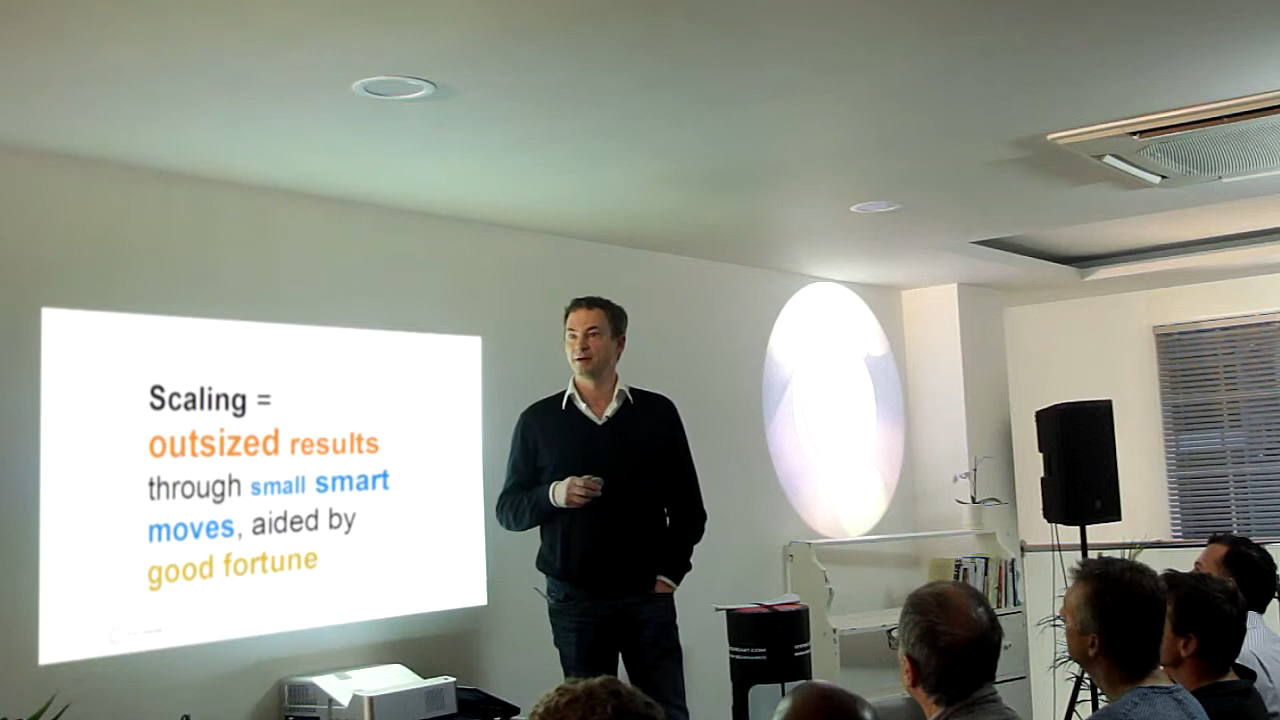 Scaling =
outsized results
through small smart
moves, aided by
good fortune